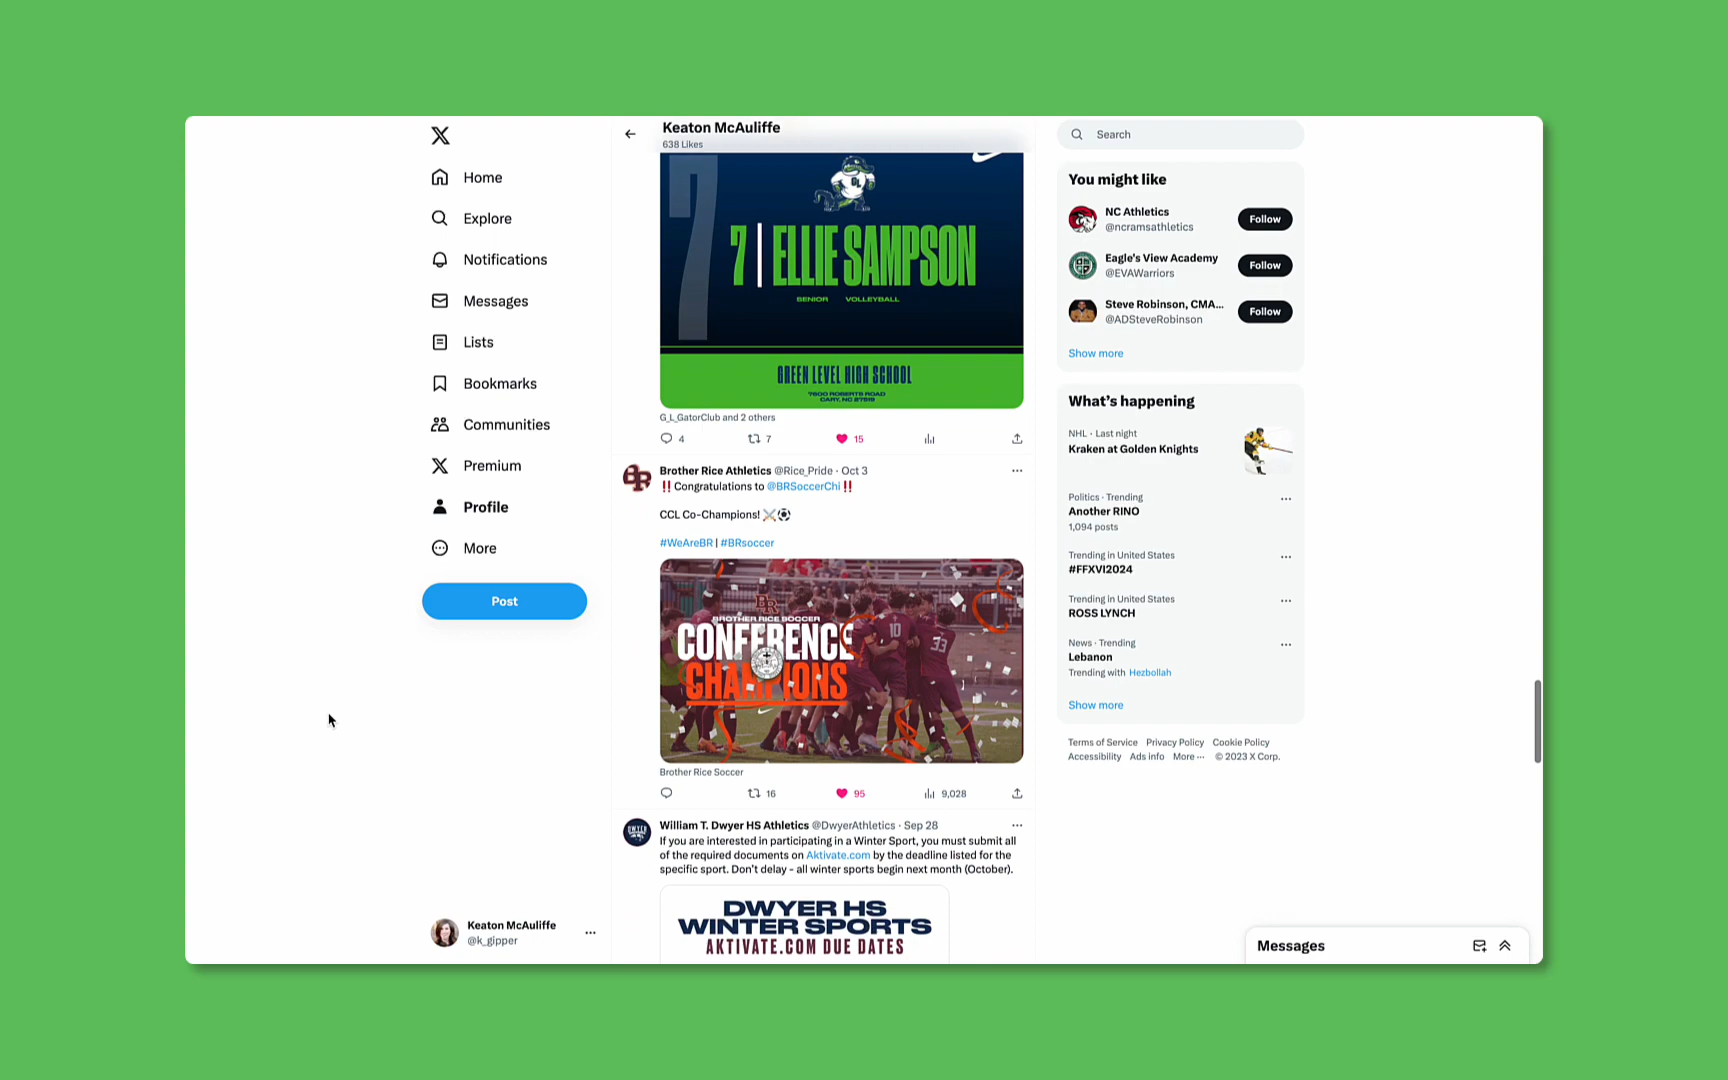 Home
Explore
Notifications
Messages
Lists
Bookmarks
Communities
Premium
Profile
More
Post
Keaton McAuliffe
@k_gipper
Keaton McAuliffe
638 Likes
7
7 | ELLIE SAMPSON
SENIOR VOLLEYBALL
GREEN LEVEL HIGH SCHOOL
7600 ROBERTS ROAD
CARY, NC 27519
G_L_GatorClub and 2 others
4 7 15
Brother Rice Athletics @Rice_Pride · Oct 3
‼️Congratulations to @BRSoccerChi ‼️
CCL Co-Champions! ⚔️⚽
#WeAreBR | #BRsoccer
BR
BROTHER RICE SOCCER
CONFERENCE
CHAMPIONS
10
33
Brother Rice Soccer
16 95 9,028
William T. Dwyer HS Athletics @DwyerAthletics · Sep 28
If you are interested in participating in a Winter Sport, you must submit all
of the required documents on Aktivate.com by the deadline listed for the
specific sport. Don't delay - all winter sports begin next month (October).
DWYER HS
WINTER SPORTS
AKTIVATE.COM DUE DATES
Search
You might like
NC Athletics
@ncramsathletics
Follow
Eagle's View Academy
@EVAWarriors
Follow
Steve Robinson, CMA...
@ADSteveRobinson
Follow
Show more
What's happening
NHL · Last night
Kraken at Golden Knights
Politics · Trending
Another RINO
1,094 posts
Trending in United States
#FFXVI2024
Trending in United States
ROSS LYNCH
News · Trending
Lebanon
Trending with Hezbollah
Show more
Terms of Service Privacy Policy Cookie Policy
Accessibility Ads info More ··· © 2023 X Corp.
Messages